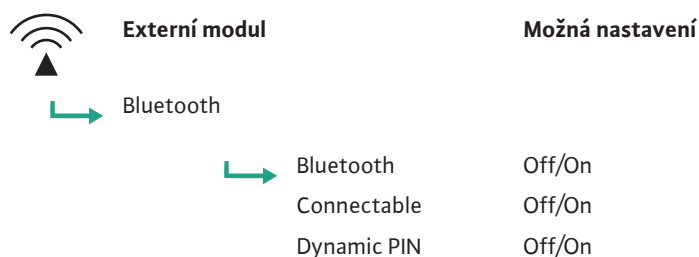 Externí modul Možná nastavení
Bluetooth
Bluetooth Off/On
Connectable Off/On
Dynamic PIN Off/On